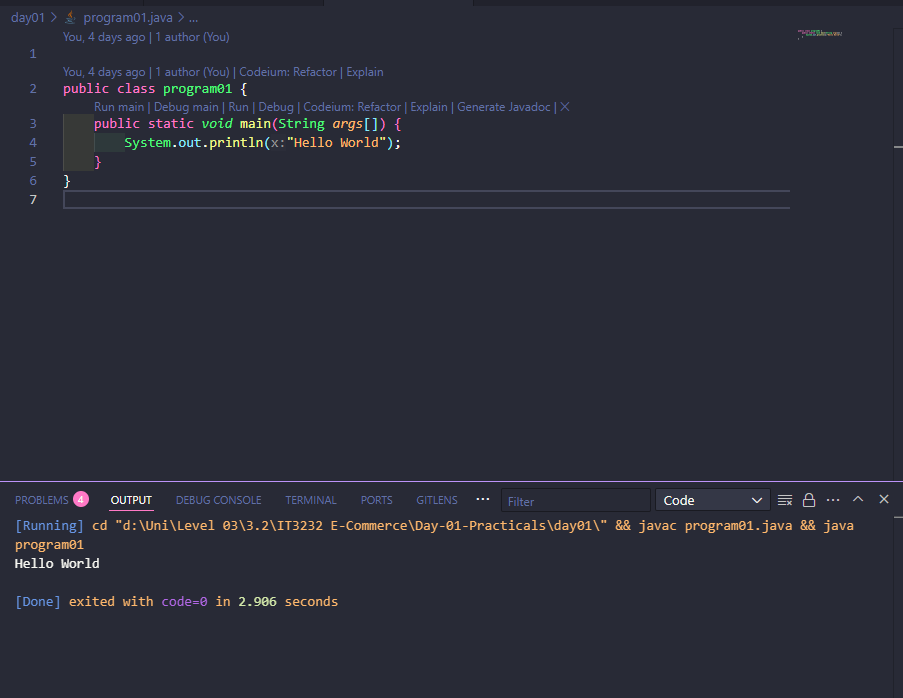 day01 > program01.java > ...
You, 4 days ago | 1 author (You)
1
You, 4 days ago | 1 author (You) | Codeium: Refactor | Explain
2 public class program01 {
Run main | Debug main | Run | Debug | Codeium: Refactor | Explain | Generate Javadoc | X
3 public static void main(String args[]) {
4 System.out.println(x:"Hello World");
5 }
6 }
7
PROBLEMS 4 OUTPUT DEBUG CONSOLE TERMINAL PORTS GITLENS ... Filter Code
[Running] cd "d:\Uni\Level 03\3.2\IT3232 E-Commerce\Day-01-Practicals\day01\" && javac program01.java && java
program01
Hello World
[Done] exited with code=0 in 2.906 seconds